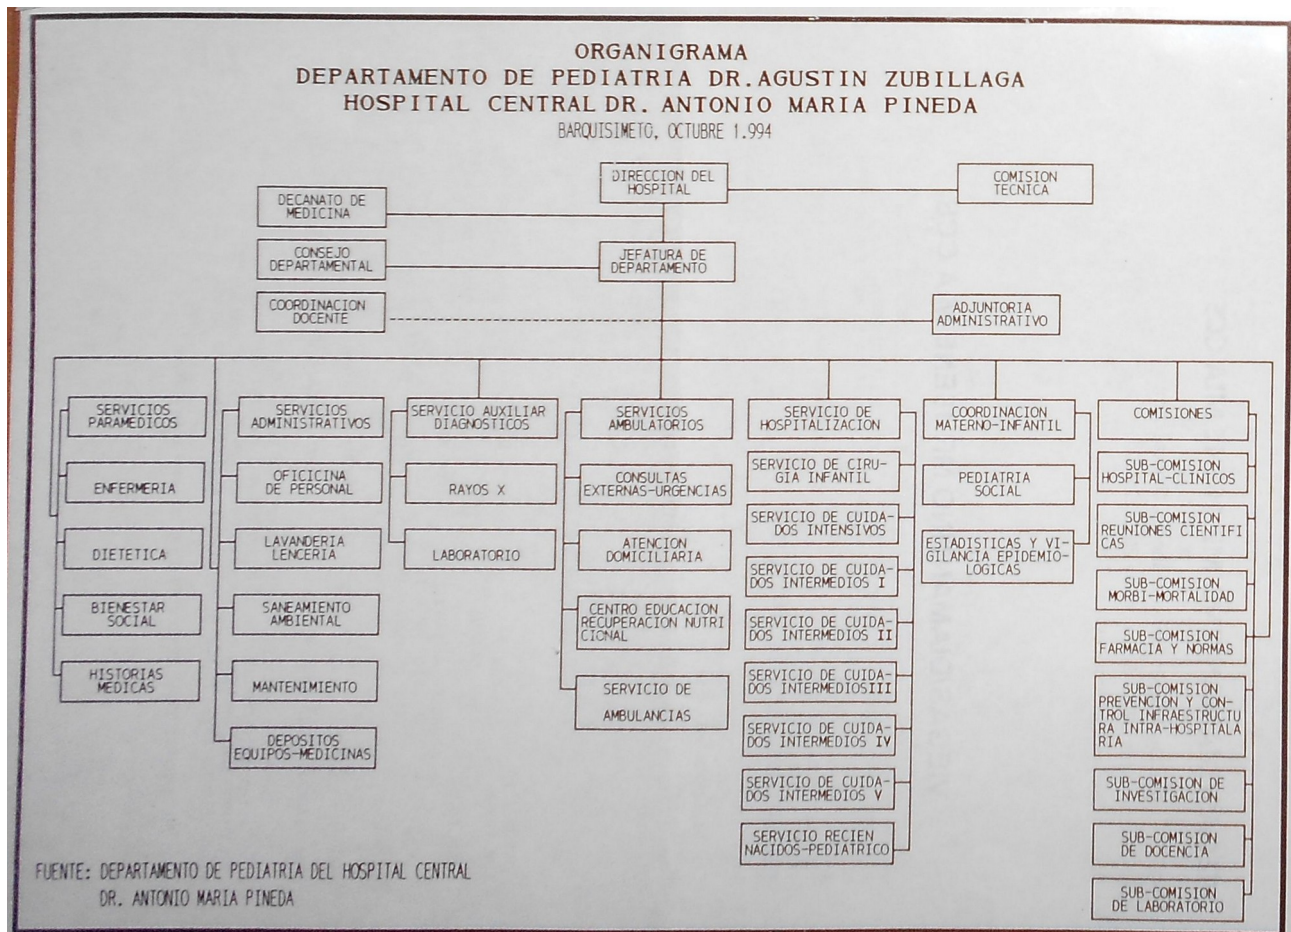 ORGANIGRAMA
DEPARTAMENTO DE PEDIATRIA DR.AGUSTIN ZUBILLAGA
HOSPITAL CENTRAL DR. ANTONIO MARIA PINEDA
BARQUISIMETO, OCTUBRE 1.994
DIRECCION DEL
HOSPITAL
COMISION
TECNICA
DECANATO DE
MEDICINA
CONSEJO
DEPARTAMENTAL
JEFATURA DE
DEPARTAMENTO
COORDINACION
DOCENTE
ADJUNTORIA
ADMINISTRATIVO
SERVICIOS
PARAMEDICOS
ENFERMERIA
DIETETICA
BIENESTAR
SOCIAL
HISTORIAS
MEDICAS
SERVICIOS
ADMINISTRATIVOS
OFICICINA
DE PERSONAL
LAVANDERIA
LENCERIA
SANEAMIENTO
AMBIENTAL
MANTENIMIENTO
DEPOSITOS
EQUIPOS-MEDICINAS
SERVICIO AUXILIAR
DIAGNOSTICOS
RAYOS X
LABORATORIO
SERVICIOS
AMBULATORIOS
CONSULTAS
EXTERNAS-URGENCIAS
ATENCION
DOMICILIARIA
CENTRO EDUCACION
RECUPERACION NUTRI
CIONAL
SERVICIO DE
AMBULANCIAS
SERVICIO DE
HOSPITALIZACION
SERVICIO DE CIRU-
GIA INFANTIL
SERVICIO DE CUIDA-
DOS INTENSIVOS
SERVICIO DE CUIDA-
DOS INTERMEDIOS I
SERVICIO DE CUIDA-
DOS INTERMEDIOS II
SERVICIO DE CUIDA-
DOS INTERMEDIOSIII
SERVICIO DE CUIDA-
DOS INTERMEDIOS IV
SERVICIO DE CUIDA-
DOS INTERMEDIOS V
SERVICIO RECIEN
NACIDOS-PEDIATRICO
COORDINACION
MATERNO-INFANTIL
PEDIATRIA
SOCIAL
ESTADISTICAS Y VI-
GILANCIA EPIDEMIO-
LOGICAS
COMISIONES
SUB-COMISION
HOSPITAL-CLINICOS
SUB-COMISION
REUNIONES CIENTIFI
CAS
SUB-COMISION
MORBI-MORTALIDAD
SUB-COMISION
FARMACIA Y NORMAS
SUB-COMISION
PREVENCION Y CON-
TROL INFRAESTRUCTU
RA INTRA-HOSPITALA
RIA
SUB-COMISION DE
INVESTIGACION
SUB-COMISION
DE DOCENCIA
SUB-COMISION
DE LABORATORIO
FUENTE: DEPARTAMENTO DE PEDIATRIA DEL HOSPITAL CENTRAL
DR. ANTONIO MARIA PINEDA